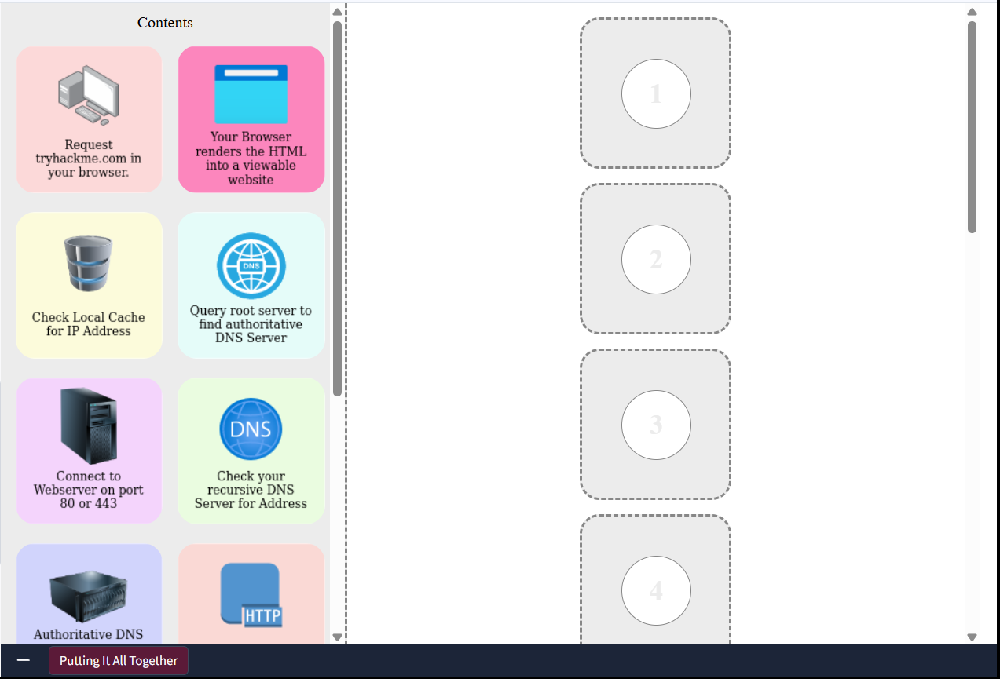 Contents
Request
tryhackme.com in
your browser.
Your Browser
renders the HTML
into a viewable
website
Check Local Cache
for IP Address
DNS
Query root server to
find authoritative
DNS Server
Connect to
Webserver on port
80 or 443
DNS
Check your
recursive DNS
Server for Address
Authoritative DNS
HTTP
1
2
3
4
Putting It All Together